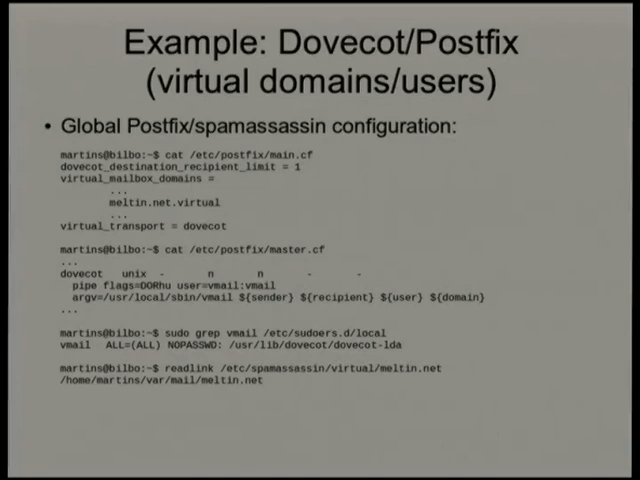 Example: Dovecot/Postfix
(virtual domains/users)
• Global Postfix/spamassassin configuration:
martins@bilbo:~$ cat /etc/postfix/main.cf
dovecot_destination_recipient_limit = 1
virtual_mailbox_domains =
...
meltin.net.virtual
...
virtual_transport = dovecot
martins@bilbo:~$ cat /etc/postfix/master.cf
...
dovecot unix - n n - -
pipe flags=DORhu user=vmail:vmail
argv=/usr/local/sbin/vmail ${sender} ${recipient} ${user} ${domain}
...
martins@bilbo:~$ sudo grep vmail /etc/sudoers.d/local
vmail ALL=(ALL) NOPASSWD: /usr/lib/dovecot/dovecot-lda
martins@bilbo:~$ readlink /etc/spamassassin/virtual/meltin.net
/home/martins/var/mail/meltin.net